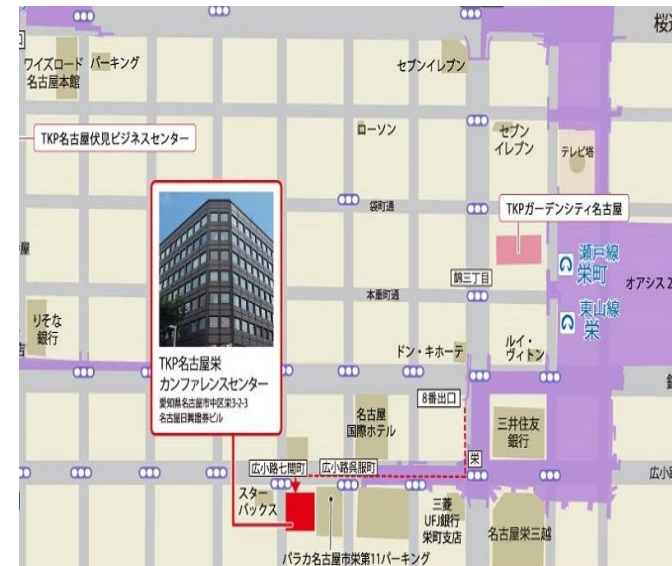 桜通
ワイズロード
名古屋本館
パーキング
セブンイレブン
TKP名古屋伏見ビジネスセンター
ローソン
セブン
イレブン
テレビ塔
袋町通
TKPガーデンシティ名古屋
瀬戸線
栄町
錦三丁目
オアシス2
本重町通
東山線
栄
りそな
銀行
TKP名古屋栄
カンファレンスセンター
愛知県名古屋市中区栄3-2-3
名古屋日興證券ビル
ドン・キホーテ
ルイ・
ヴィトン
8番出口
名古屋
国際ホテル
三井住友
銀行
広小路七間町
広小路呉服町
栄
広小
スター
バックス
三菱
UFJ銀行
栄町支店
名古屋栄三越
パラカ名古屋市栄第11パーキング